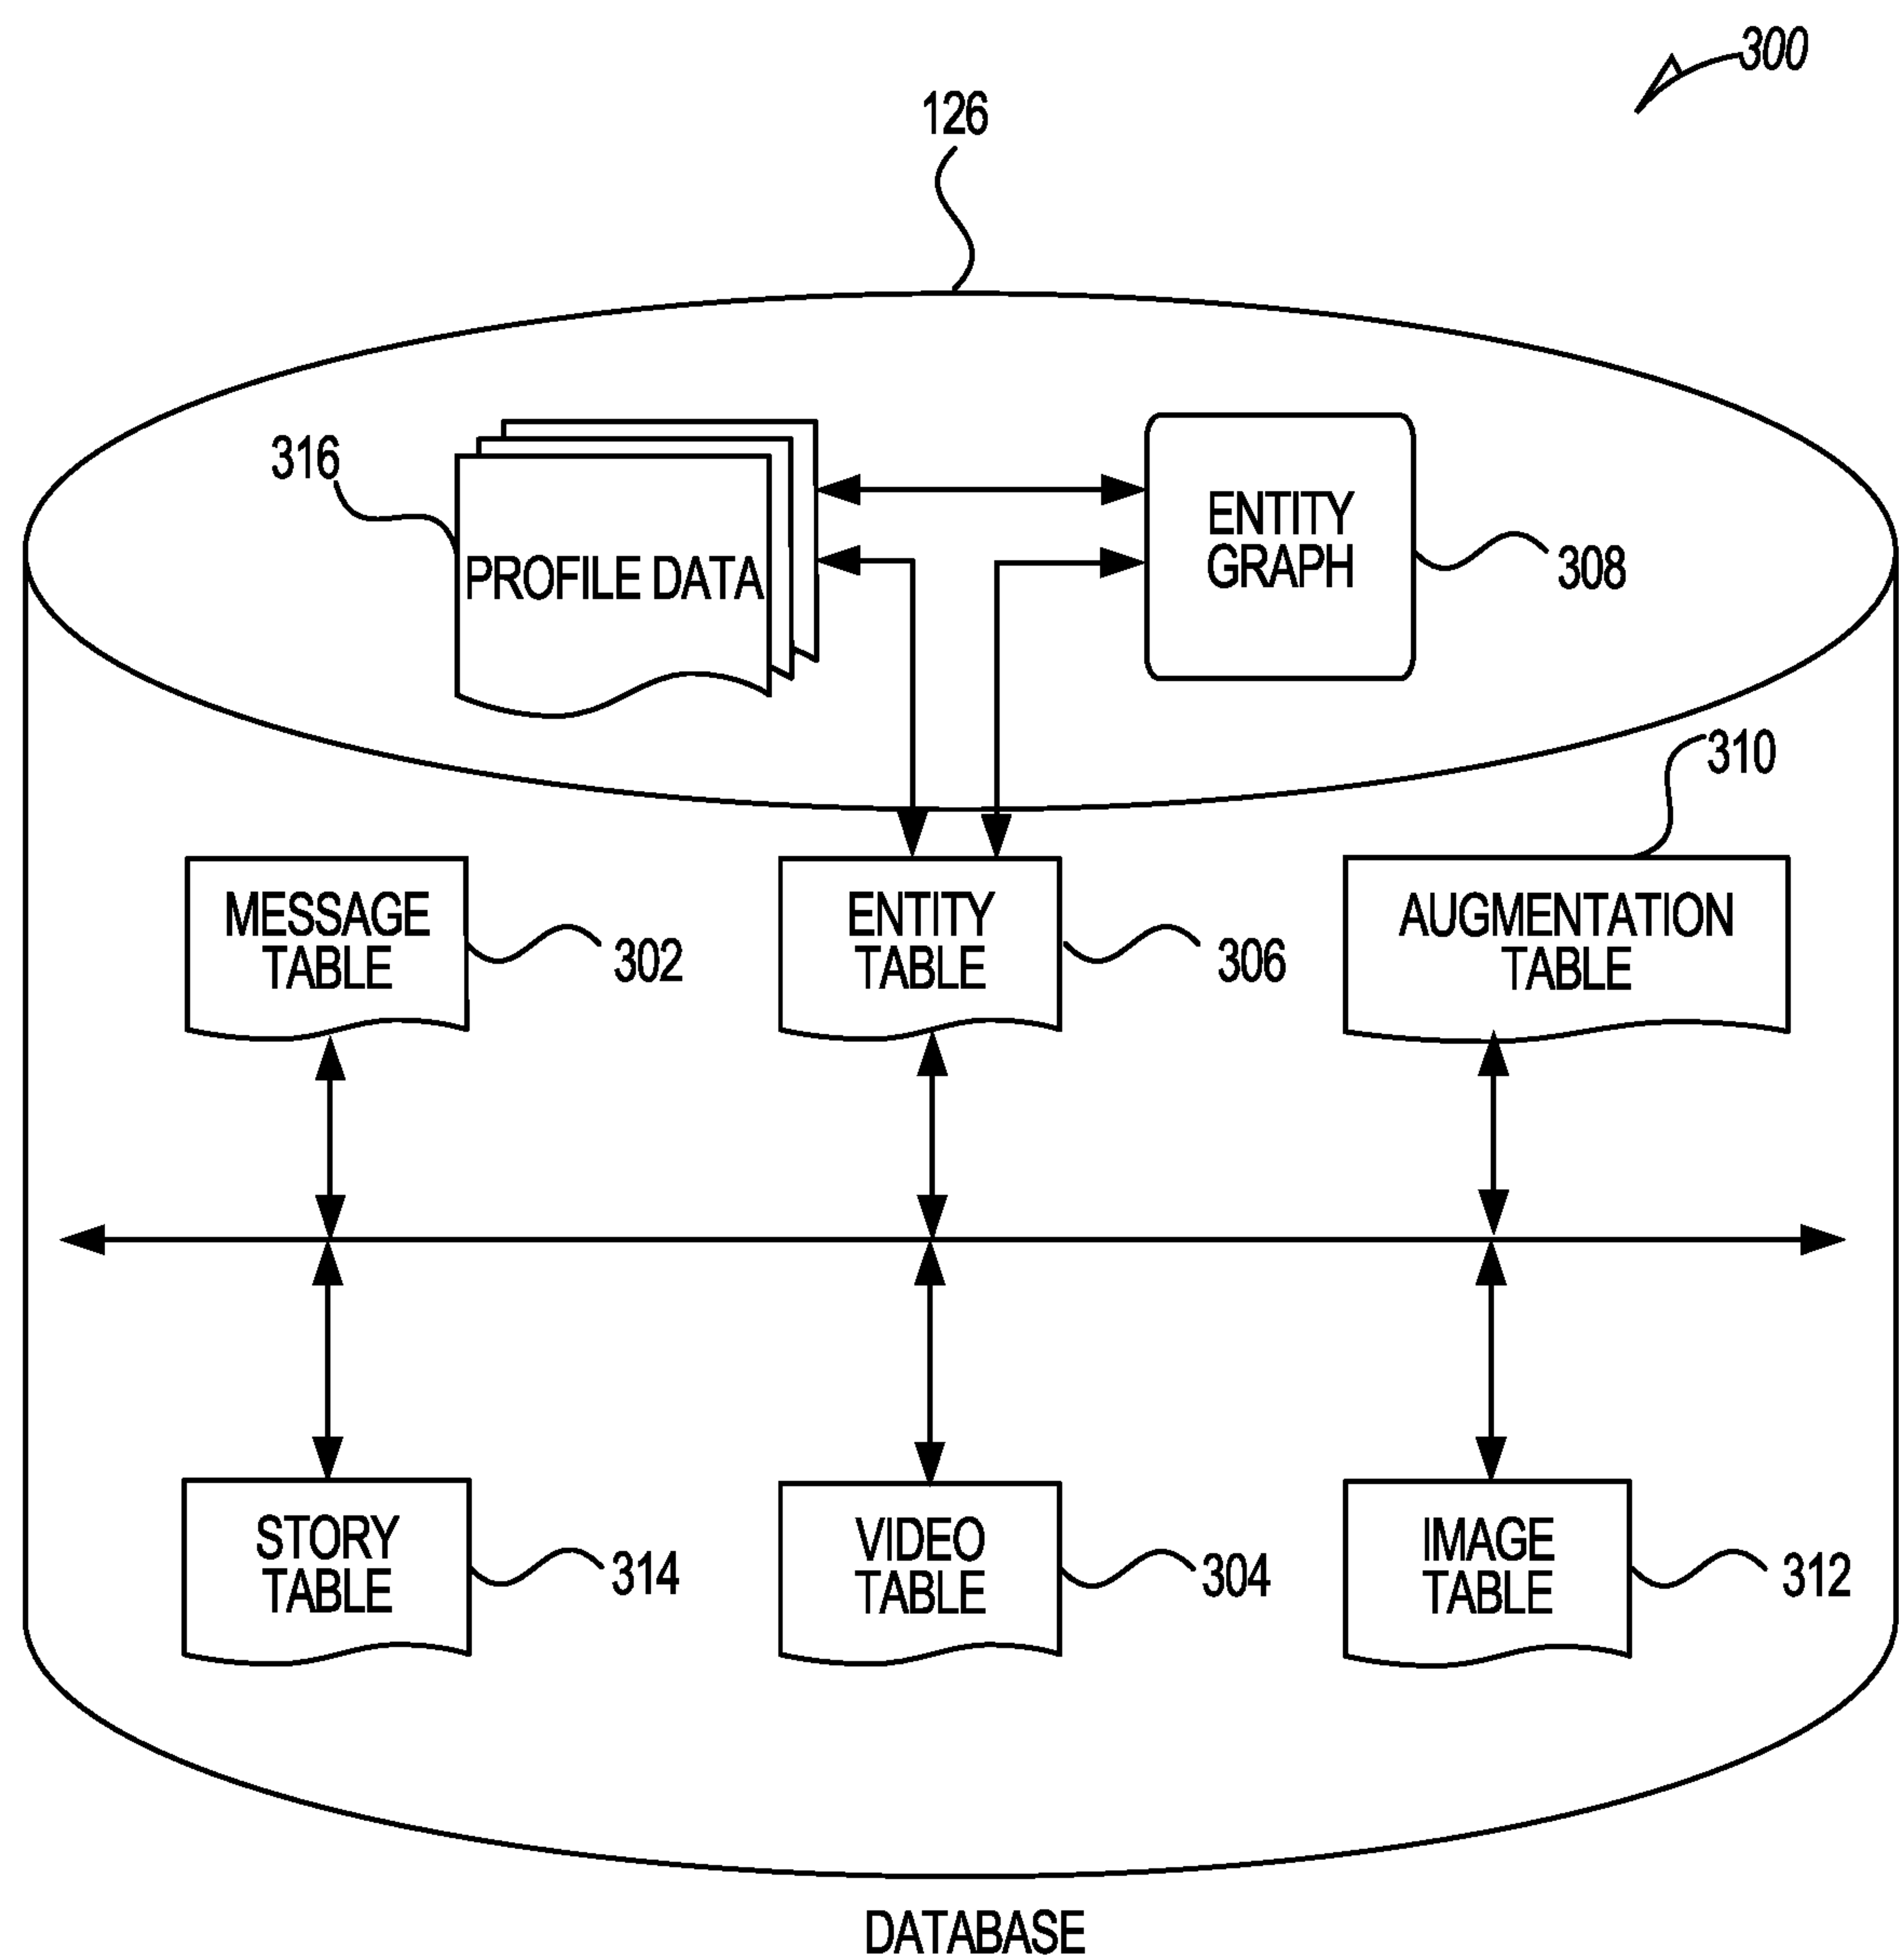 300
126
316
PROFILE DATA
ENTITY
GRAPH
308
310
MESSAGE
TABLE
302
ENTITY
TABLE
306
AUGMENTATION
TABLE
STORY
TABLE
314
VIDEO
TABLE
304
IMAGE
TABLE
312
DATABASE